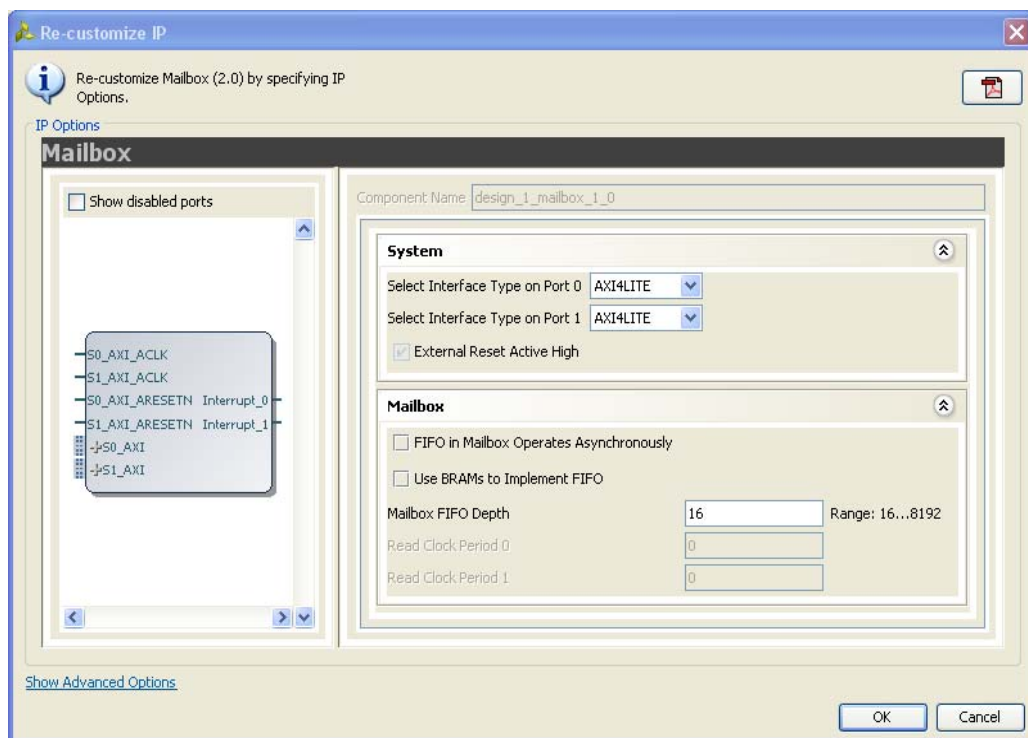 Re-customize IP
Re-customize Mailbox (2.0) by specifying IP
Options.
IP Options
Mailbox
Show disabled ports
S0_AXI_ACLK
S1_AXI_ACLK
S0_AXI_ARESETN Interrupt_0
S1_AXI_ARESETN Interrupt_1
S0_AXI
S1_AXI
Component Name design_1_mailbox_1_0
System
Select Interface Type on Port 0 AXI4LITE
Select Interface Type on Port 1 AXI4LITE
External Reset Active High
Mailbox
FIFO in Mailbox Operates Asynchronously
Use BRAMs to Implement FIFO
Mailbox FIFO Depth 16 Range: 16...8192
Read Clock Period 0 0
Read Clock Period 1 0
Show Advanced Options
OK Cancel